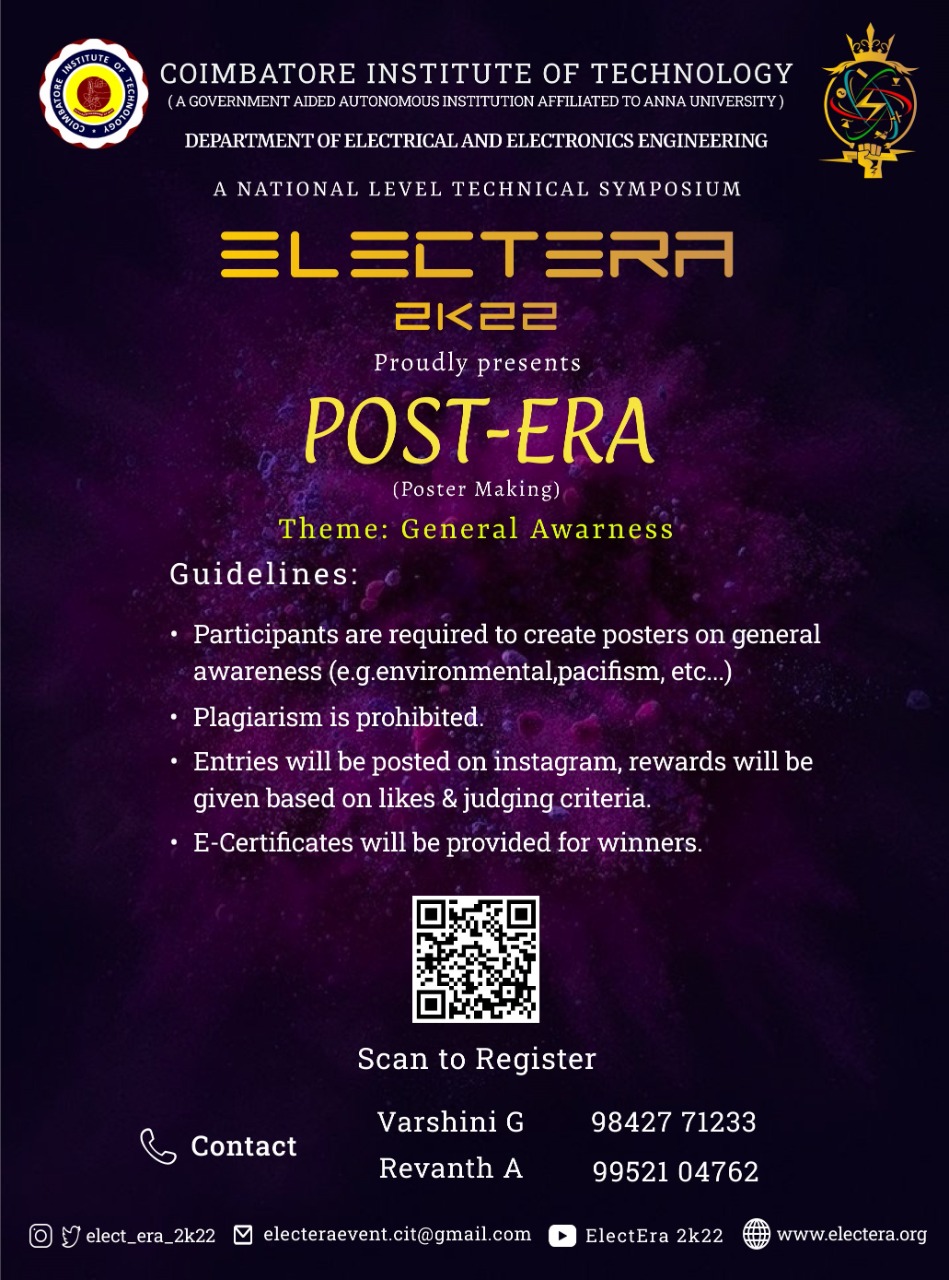 COIMBATORE INSTITUTE OF TECHNOLOGY
COIMBATORE INSTITUTE OF TECHNOLOGY
( A GOVERNMENT AIDED AUTONOMOUS INSTITUTION AFFILIATED TO ANNA UNIVERSITY )
DEPARTMENT OF ELECTRICAL AND ELECTRONICS ENGINEERING
A NATIONAL LEVEL TECHNICAL SYMPOSIUM
ELECTERA
2K22
Proudly presents
POST-ERA
(Poster Making)
Theme: General Awarness
Guidelines:
• Participants are required to create posters on general
awareness (e.g.environmental,pacifism, etc...)
• Plagiarism is prohibited.
• Entries will be posted on instagram, rewards will be
given based on likes & judging criteria.
• E-Certificates will be provided for winners.
Scan to Register
Contact
Varshini G 98427 71233
Revanth A 99521 04762
elect_era_2k22 electeraevent.cit@gmail.com ElectEra 2k22 www.electera.org